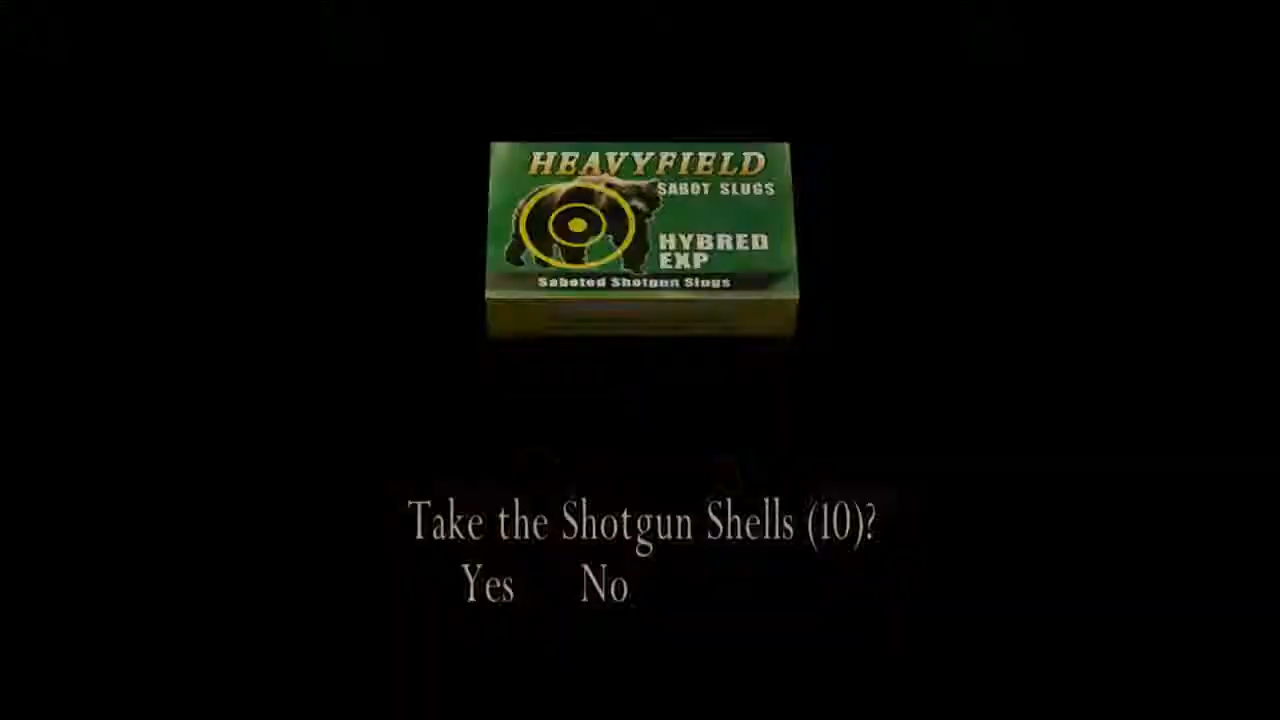 HEAVYFIELD
SABOT SLUGS
HYBRED
EXP
Saboted Shotgun Slugs
Take the Shotgun Shells (10)?
Yes No